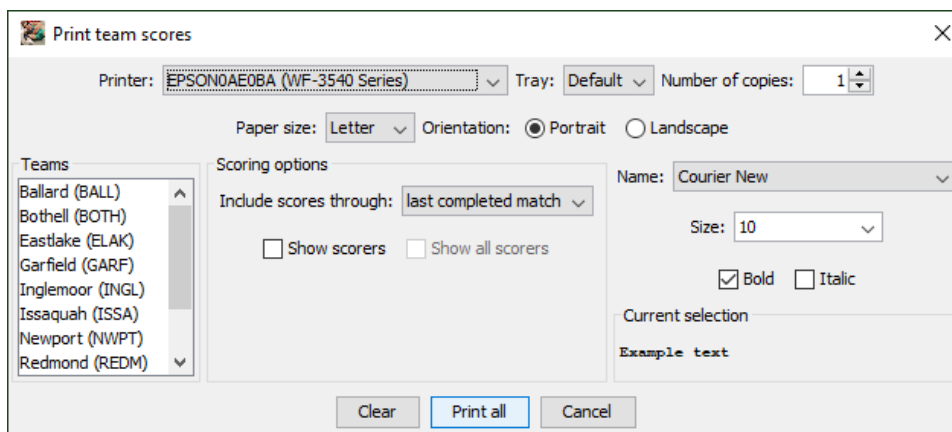 Print team scores
Printer: EPSON0AE0BA (WF-3540 Series) Tray: Default Number of copies: 1
Paper size: Letter Orientation: Portrait Landscape
Teams
Ballard (BALL)
Bothell (BOTH)
Eastlake (ELAK)
Garfield (GARF)
Inglemoor (INGL)
Issaquah (ISSA)
Newport (NWPT)
Redmond (REDM)
Scoring options
Include scores through: last completed match
Show scorers Show all scorers
Name: Courier New
Size: 10
Bold Italic
Current selection
Example text
Clear Print all Cancel